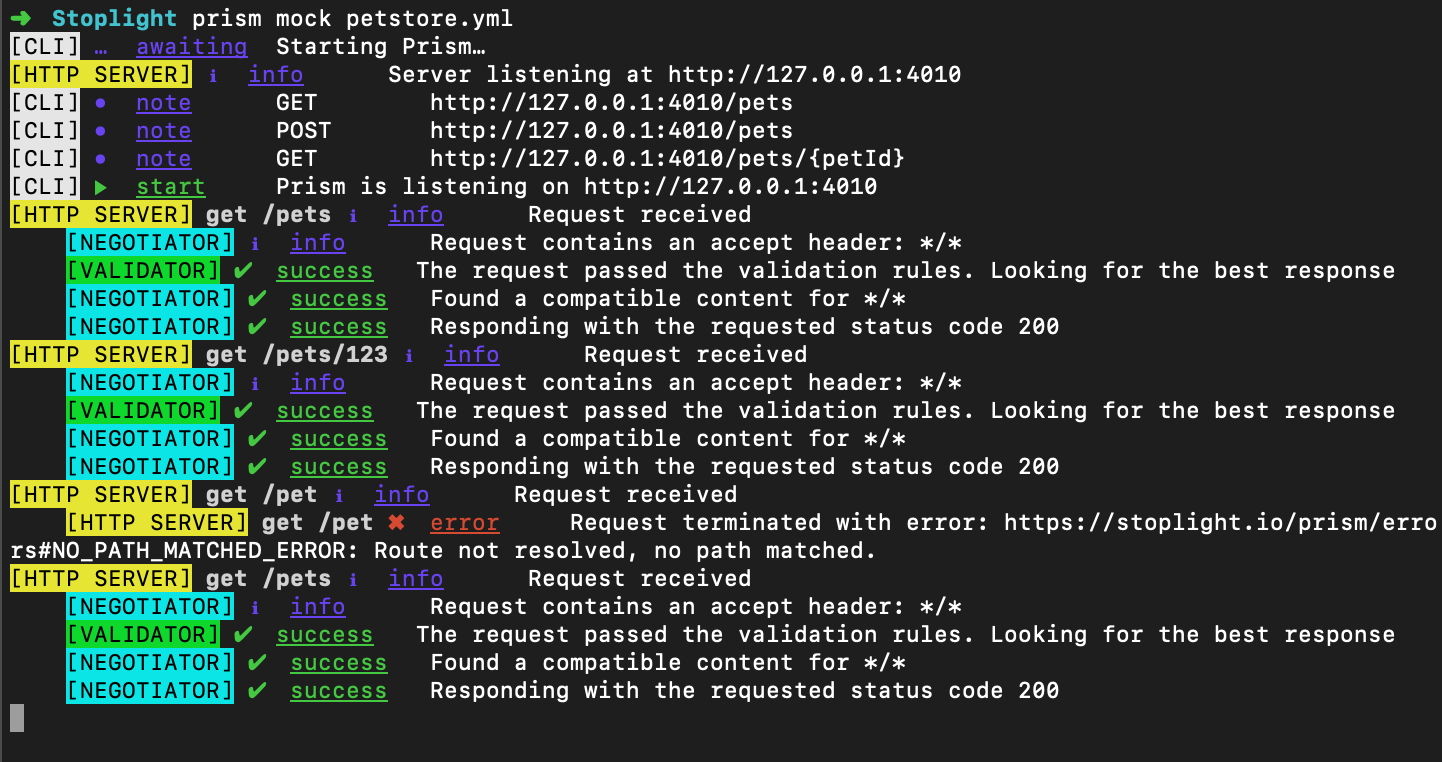 ➜ Stoplight prism mock petstore.yml
[CLI] … awaiting Starting Prism…
[HTTP SERVER] ℹ info Server listening at http://127.0.0.1:4010
[CLI] ● note GET http://127.0.0.1:4010/pets
[CLI] ● note POST http://127.0.0.1:4010/pets
[CLI] ● note GET http://127.0.0.1:4010/pets/{petId}
[CLI] ▶ start Prism is listening on http://127.0.0.1:4010
[HTTP SERVER] get /pets ℹ info Request received
[NEGOTIATOR] ℹ info Request contains an accept header: */*
[VALIDATOR] ✔ success The request passed the validation rules. Looking for the best response
[NEGOTIATOR] ✔ success Found a compatible content for */*
[NEGOTIATOR] ✔ success Responding with the requested status code 200
[HTTP SERVER] get /pets/123 ℹ info Request received
[NEGOTIATOR] ℹ info Request contains an accept header: */*
[VALIDATOR] ✔ success The request passed the validation rules. Looking for the best response
[NEGOTIATOR] ✔ success Found a compatible content for */*
[NEGOTIATOR] ✔ success Responding with the requested status code 200
[HTTP SERVER] get /pet ℹ info Request received
[HTTP SERVER] get /pet ✖ error Request terminated with error: https://stoplight.io/prism/erro
rs#NO_PATH_MATCHED_ERROR: Route not resolved, no path matched.
[HTTP SERVER] get /pets ℹ info Request received
[NEGOTIATOR] ℹ info Request contains an accept header: */*
[VALIDATOR] ✔ success The request passed the validation rules. Looking for the best response
[NEGOTIATOR] ✔ success Found a compatible content for */*
[NEGOTIATOR] ✔ success Responding with the requested status code 200